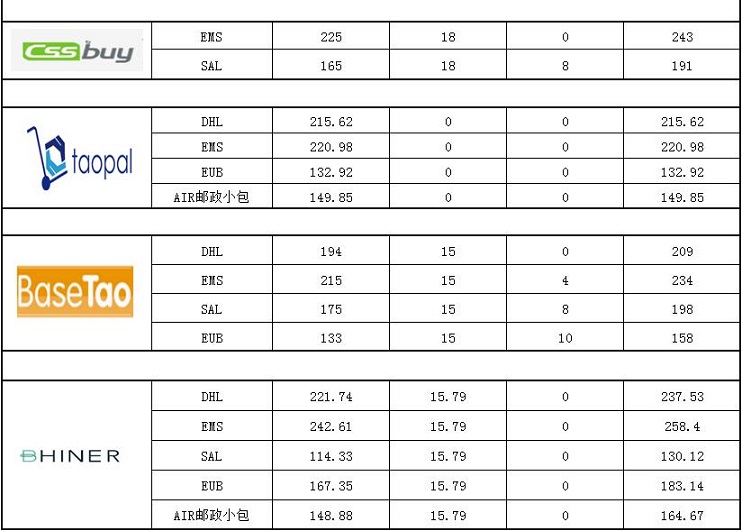 cssbuy
EMS 225 18 0 243
SAL 165 18 8 191
taopal
DHL 215.62 0 0 215.62
EMS 220.98 0 0 220.98
EUB 132.92 0 0 132.92
AIR邮政小包 149.85 0 0 149.85
BaseTao
DHL 194 15 0 209
EMS 215 15 4 234
SAL 175 15 8 198
EUB 133 15 10 158
BHINER
DHL 221.74 15.79 0 237.53
EMS 242.61 15.79 0 258.4
SAL 114.33 15.79 0 130.12
EUB 167.35 15.79 0 183.14
AIR邮政小包 148.88 15.79 0 164.67